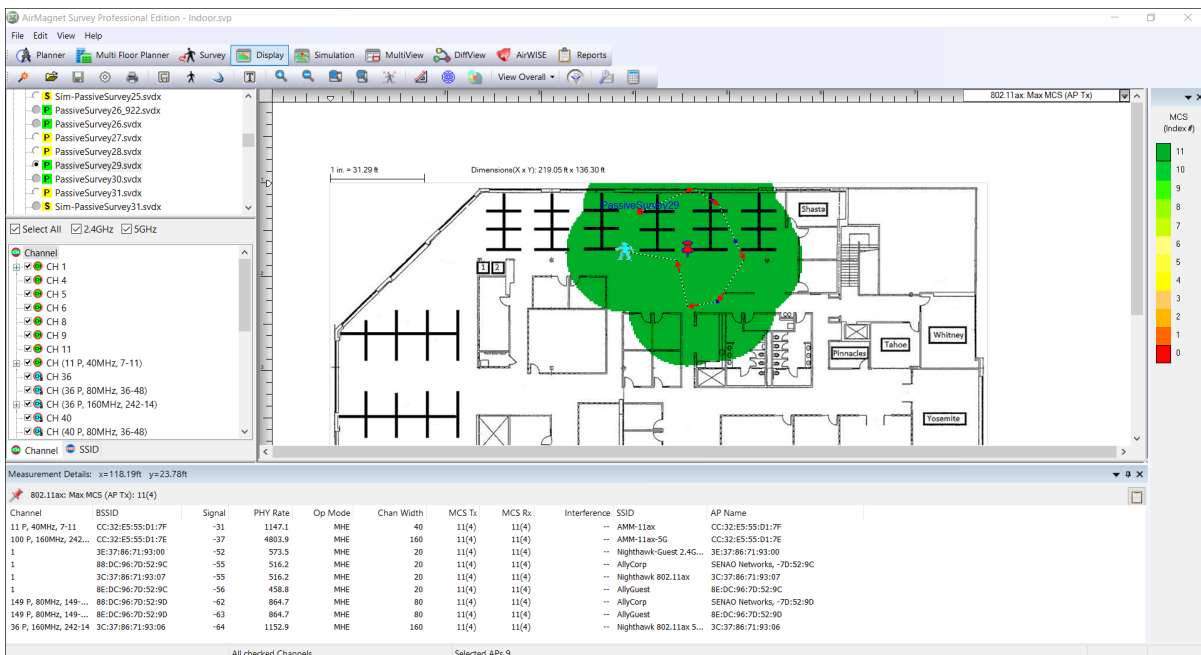 AirMagnet Survey Professional Edition - Indoor.svp
File Edit View Help
Planner Multi Floor Planner Survey Display Simulation MultiView DiffView AirWISE Reports
View Overall
S Sim-PassiveSurvey25.svdx
P PassiveSurvey26_922.svdx
P PassiveSurvey26.svdx
P PassiveSurvey27.svdx
P PassiveSurvey28.svdx
P PassiveSurvey29.svdx
P PassiveSurvey30.svdx
P PassiveSurvey31.svdx
S Sim-PassiveSurvey31.svdx
Select All 2.4GHz 5GHz
Channel
CH 1
CH 4
CH 5
CH 6
CH 8
CH 9
CH 11
CH (11 P, 40MHz, 7-11)
CH 36
CH (36 P, 80MHz, 36-48)
CH (36 P, 160MHz, 242-14)
CH 40
CH (40 P, 80MHz, 36-48)
Channel SSID
802.11ax: Max MCS (AP Tx)
1 in. = 31.29 ft Dimensions(X x Y): 219.05 ft x 136.30 ft
PassiveSurvey29
Shasta
1 2
Whitney
Tahoe
Pinnacles
Yosemite
MCS
(Index #)
11
10
9
8
7
6
5
4
3
2
1
0
Measurement Details: x=118.19ft y=23.78ft
802.11ax: Max MCS (AP Tx): 11(4)
Channel BSSID Signal PHY Rate Op Mode Chan Width MCS Tx MCS Rx Interference SSID AP Name
11 P, 40MHz, 7-11 CC:32:E5:55:D1:7F -31 1147.1 MHE 40 11(4) 11(4) -- AMM-11ax CC:32:E5:55:D1:7F
100 P, 160MHz, 242... CC:32:E5:55:D1:7E -37 4803.9 MHE 160 11(4) 11(4) -- AMM-11ax-5G CC:32:E5:55:D1:7E
1 3E:37:86:71:93:00 -52 573.5 MHE 20 11(4) 11(4) -- Nighthawk-Guest 2.4G... 3E:37:86:71:93:00
1 88:DC:96:7D:52:9C -55 516.2 MHE 20 11(4) 11(4) -- AllyCorp SENAO Networks, -7D:52:9C
1 3C:37:86:71:93:07 -55 516.2 MHE 20 11(4) 11(4) -- Nighthawk 802.11ax 3C:37:86:71:93:07
1 8E:DC:96:7D:52:9C -56 458.8 MHE 20 11(4) 11(4) -- AllyGuest 8E:DC:96:7D:52:9C
149 P, 80MHz, 149-... 88:DC:96:7D:52:9D -62 864.7 MHE 80 11(4) 11(4) -- AllyCorp SENAO Networks, -7D:52:9D
149 P, 80MHz, 149-... 8E:DC:96:7D:52:9D -63 864.7 MHE 80 11(4) 11(4) -- AllyGuest 8E:DC:96:7D:52:9D
36 P, 160MHz, 242-14 3C:37:86:71:93:06 -64 1152.9 MHE 160 11(4) 11(4) -- Nighthawk 802.11ax 5... 3C:37:86:71:93:06
All checked Channels Selected APs 9